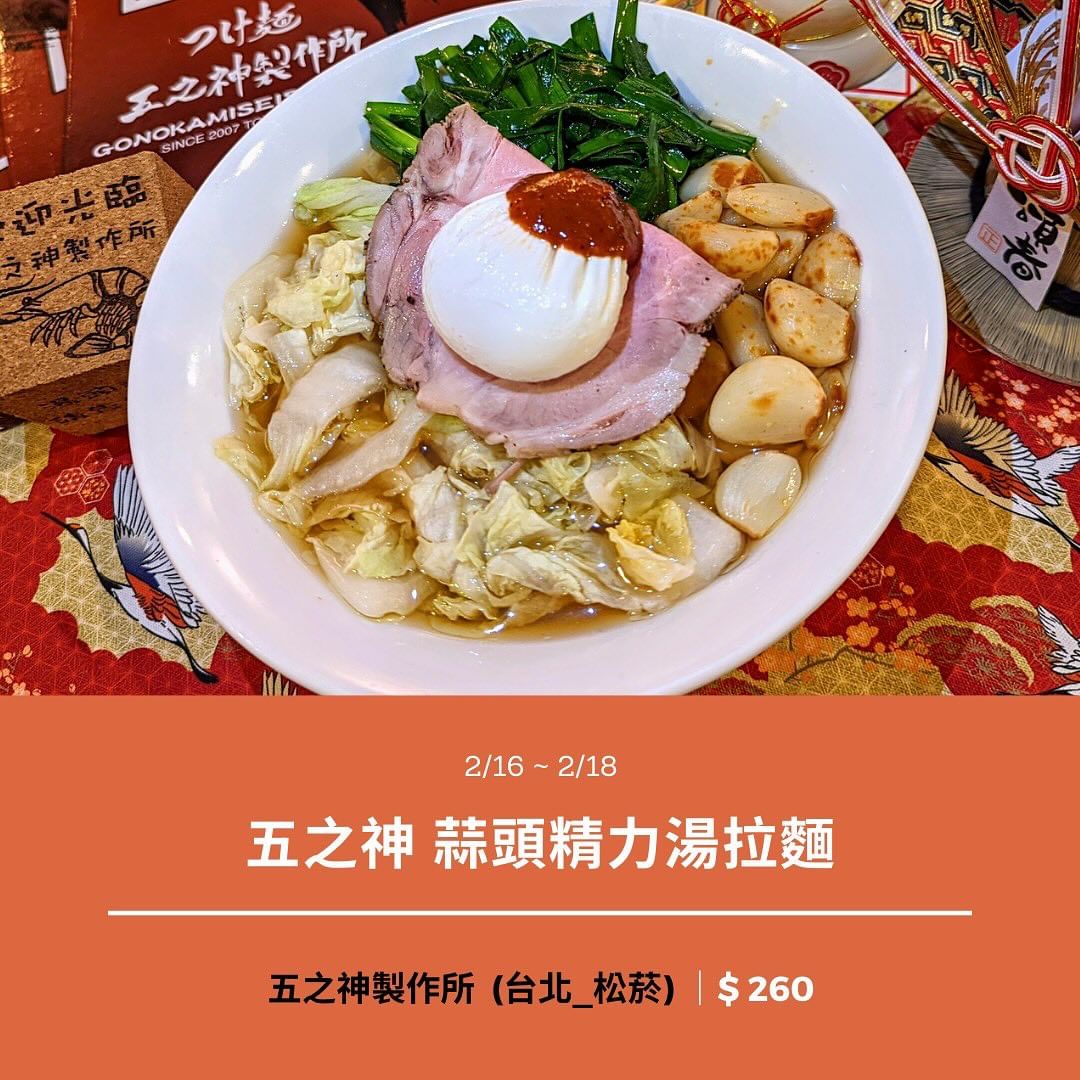 つけ麺
五之神製作所
GONOKAMISEIS
SINCE 2007 TO
迎光臨
之神製作所
賀春
2/16 ~ 2/18
五之神 蒜頭精力湯拉麵
五之神製作所 (台北_松菸)｜$ 260